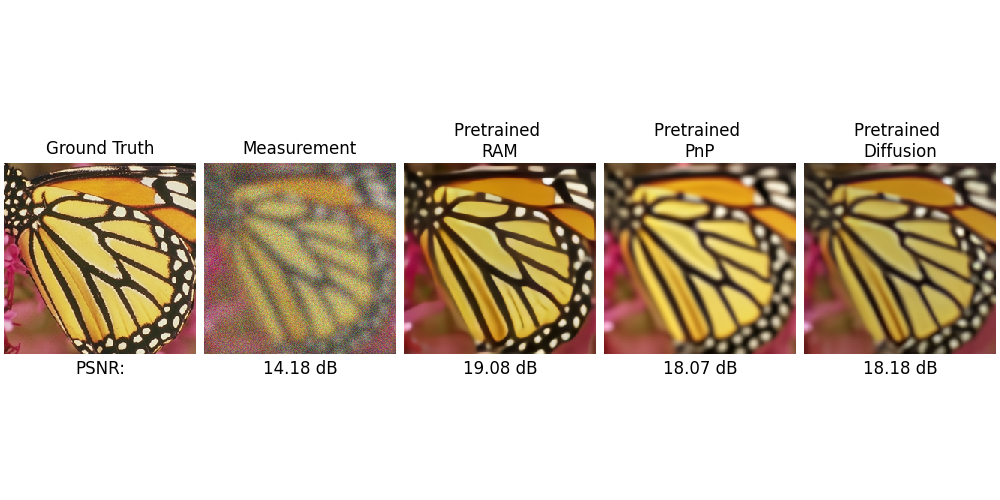 Ground Truth
Measurement
Pretrained
RAM
Pretrained
PnP
Pretrained
Diffusion
PSNR:
14.18 dB
19.08 dB
18.07 dB
18.18 dB